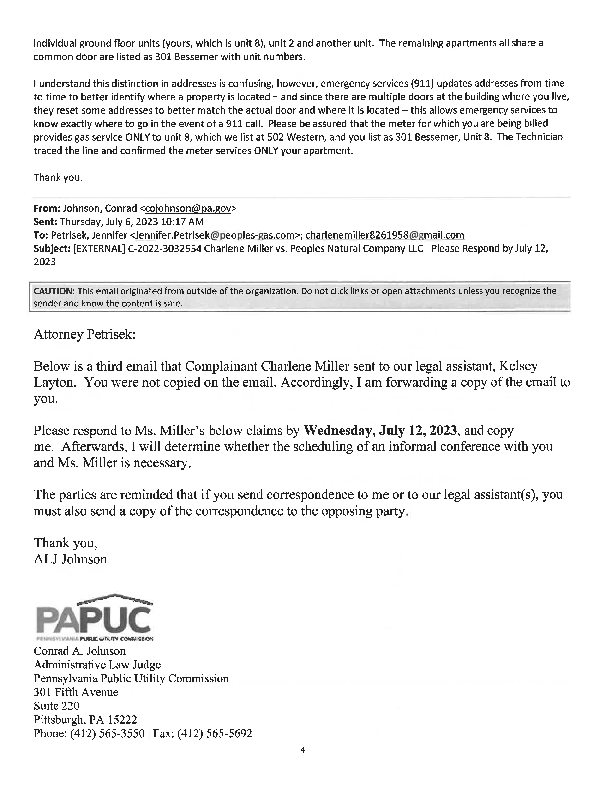 individual ground floor units (yours, which is unit 8), unit 2 and another unit.  The remaining apartments all share a
common door are listed as 301 Bessemer with unit numbers.
I understand this distinction in addresses is confusing, however, emergency services (911) updates addresses from time
to time to better identify where a property is located – and since there are multiple doors at the building where you live,
they reset some addresses to better match the actual door and where it is located – this allows emergency services to
know exactly where to go in the event of a 911 call.  Please be assured that the meter for which you are being billed
provides gas service ONLY to unit 8, which we list at 502 Western, and you list as 301 Bessemer, Unit 8.  The Technician
traced the line and confirmed the meter services ONLY your apartment.
Thank you.
From: Johnson, Conrad <cojohnson@pa.gov>
Sent: Thursday, July 6, 2023 10:17 AM
To: Petrisek, Jennifer <Jennifer.Petrisek@peoples-gas.com>; charlenemiller8261958@gmail.com
Subject: [EXTERNAL] C-2022-3032554 Charlene Miller vs. Peoples Natural Company LLC  Please Respond by July 12,
2023
CAUTION: This email originated from outside of the organization. Do not click links or open attachments unless you recognize the
sender and know the content is safe.
Attorney Petrisek:
Below is a third email that Complainant Charlene Miller sent to our legal assistant, Kelsey
Layton.  You were not copied on the email. Accordingly, I am forwarding a copy of the email to
you.
Please respond to Ms. Miller's below claims by Wednesday, July 12, 2023, and copy
me.  Afterwards, I will determine whether the scheduling of an informal conference with you
and Ms. Miller is necessary.
The parties are reminded that if you send correspondence to me or to our legal assistant(s), you
must also send a copy of the correspondence to the opposing party.
Thank you,
ALJ Johnson
PAPUC
PENNSYLVANIA PUBLIC UTILITY COMMISSION
Conrad A. Johnson
Administrative Law Judge
Pennsylvania Public Utility Commission
301 Fifth Avenue
Suite 220
Pittsburgh, PA 15222
Phone: (412) 565-3550  Fax: (412) 565-5692
4